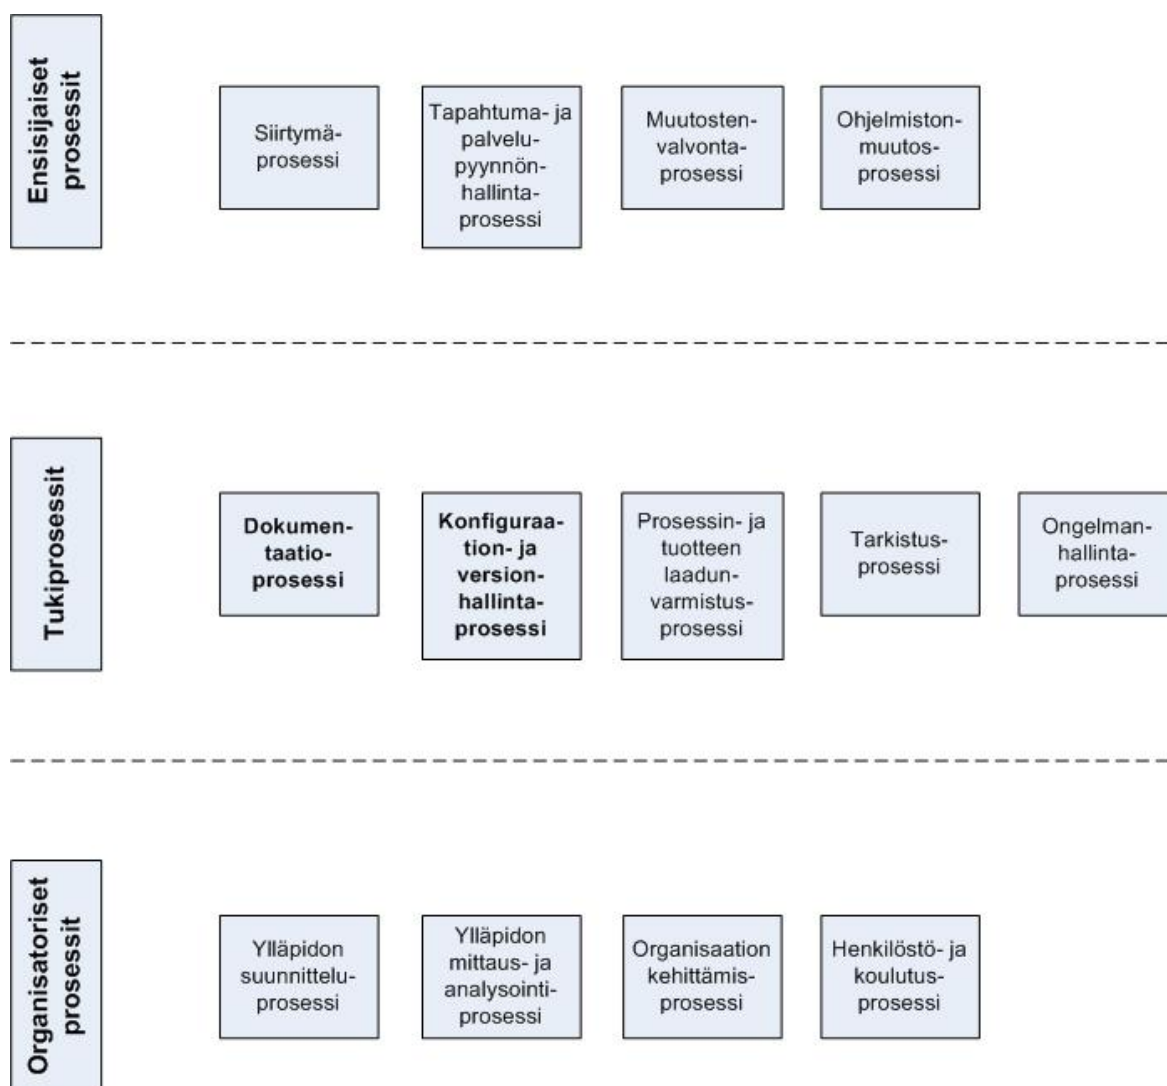 Ensisijaiset
prosessit
Siirtymä-
prosessi
Tapahtuma- ja
palvelu-
pyynnön-
hallinta-
prosessi
Muutosten-
valvonta-
prosessi
Ohjelmiston-
muutos-
prosessi
Tukiprosessit
Dokumen-
taatio-
prosessi
Konfiguraa-
tion- ja
version-
hallinta-
prosessi
Prosessin- ja
tuotteen
laadun-
varmistus-
prosessi
Tarkistus-
prosessi
Ongelman-
hallinta-
prosessi
Organisatoriset
prosessit
Ylläpidon
suunnittelu-
prosessi
Ylläpidon
mittaus- ja
analysointi-
prosessi
Organisaation
kehittämis-
prosessi
Henkilöstö- ja
koulutus-
prosessi